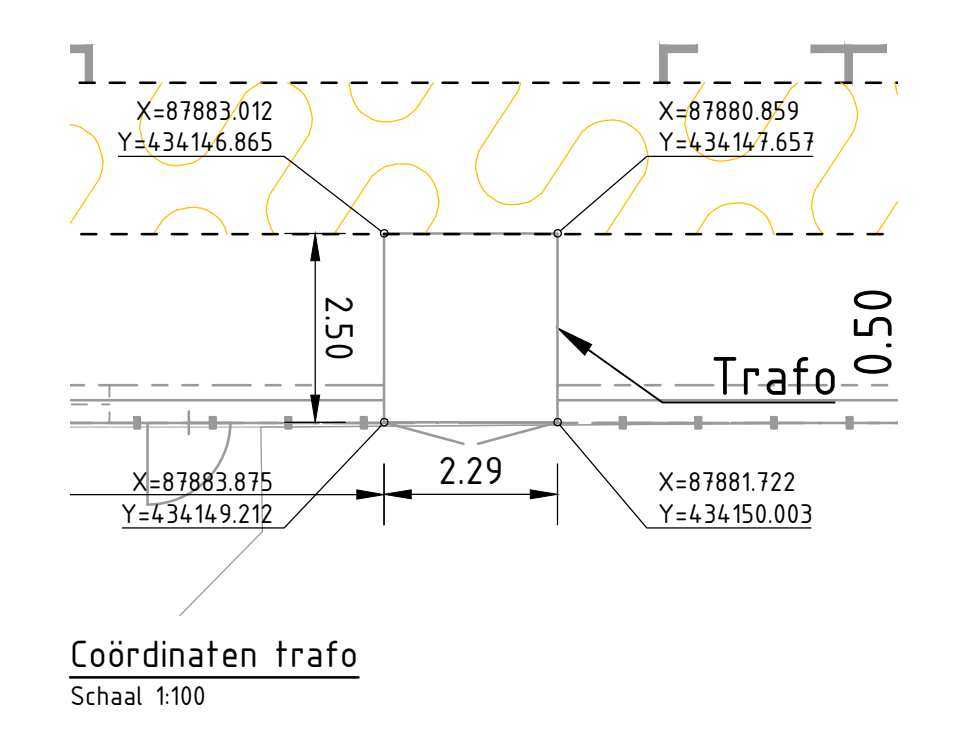 X=87883.012
Y=434146.865
X=87880.859
Y=434147.657
2.50
0.50
Trafo
2.29
X=87883.875
Y=434149.212
X=87881.722
Y=434150.003
Coördinaten trafo
Schaal 1:100